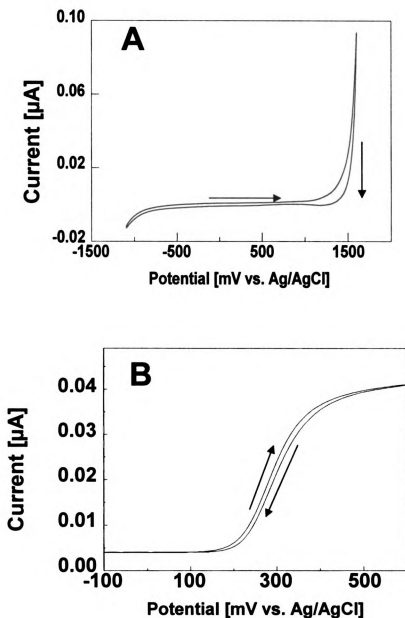 A
0.10
0.06
0.02
-0.02
Current [µA]
-1500 -500 500 1500
Potential [mV vs. Ag/AgCl]
B
0.04
0.03
0.02
0.01
0.00
Current [µA]
-100 100 300 500
Potential [mV vs. Ag/AgCl]